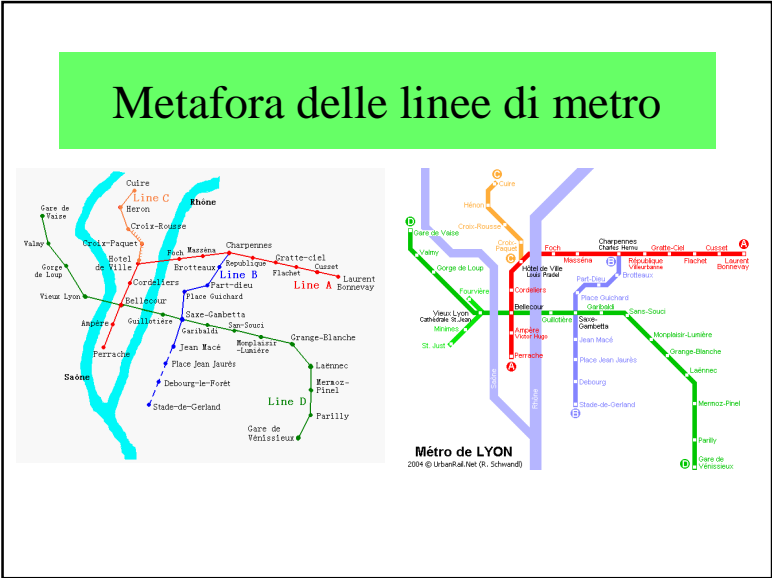 Metafora delle linee di metro
Cuire
Line C
Rhône
Gare de
Vaise
Heron
Croix-Rousse
Valmy
Croix-Paquet
Foch
Masséna
Charpennes
Gorge
de Loup
Hotel
de Ville
Brotteaux
Republique
Gratte-ciel
Flachet
Cusset
Line B
Line A
Laurent
Bonnevay
Cordeliers
Part-dieu
Place Guichard
Vieux Lyon
Bellecour
Saxe-Gambetta
Ampère
Guillotière
Garibaldi
San-Souci
Monplaisir
-Lumière
Grange-Blanche
Perrache
Jean Macé
Place Jean Jaurès
Laënnec
Saône
Debourg-le-Forêt
Mermoz-
Pinel
Stade-de-Gerland
Line D
Parilly
Gare de
Vénissieux
C
Cuire
Hénon
D
Gare de Vaise
Croix-Rousse
Croix-
Paquet
C
Valmy
Gorge de Loup
Hôtel de Ville
Louis Pradel
Foch
Masséna
Charpennes
Charles Hernu
B
République
Villeurbanne
Gratte-Ciel
Flachet
Cusset
A
Laurent
Bonnevay
Brotteaux
Part-Dieu
Place Guichard
Fourvière
Cordeliers
Bellecour
Vieux Lyon
Cathédrale St.Jean
Minimes
St. Just
Guillotière
Saxe-
Gambetta
Garibaldi
Sans-Souci
Ampère
Victor Hugo
Perrache
A
Jean Macé
Place Jean Jaurès
Debourg
Stade-de-Gerland
B
Monplaisir-Lumière
Grange-Blanche
Laënnec
Mermoz-Pinel
Parilly
D
Gare de
Vénissieux
Saône
Rhône
Métro de LYON
2004 © UrbanRail.Net (R. Schwandl)